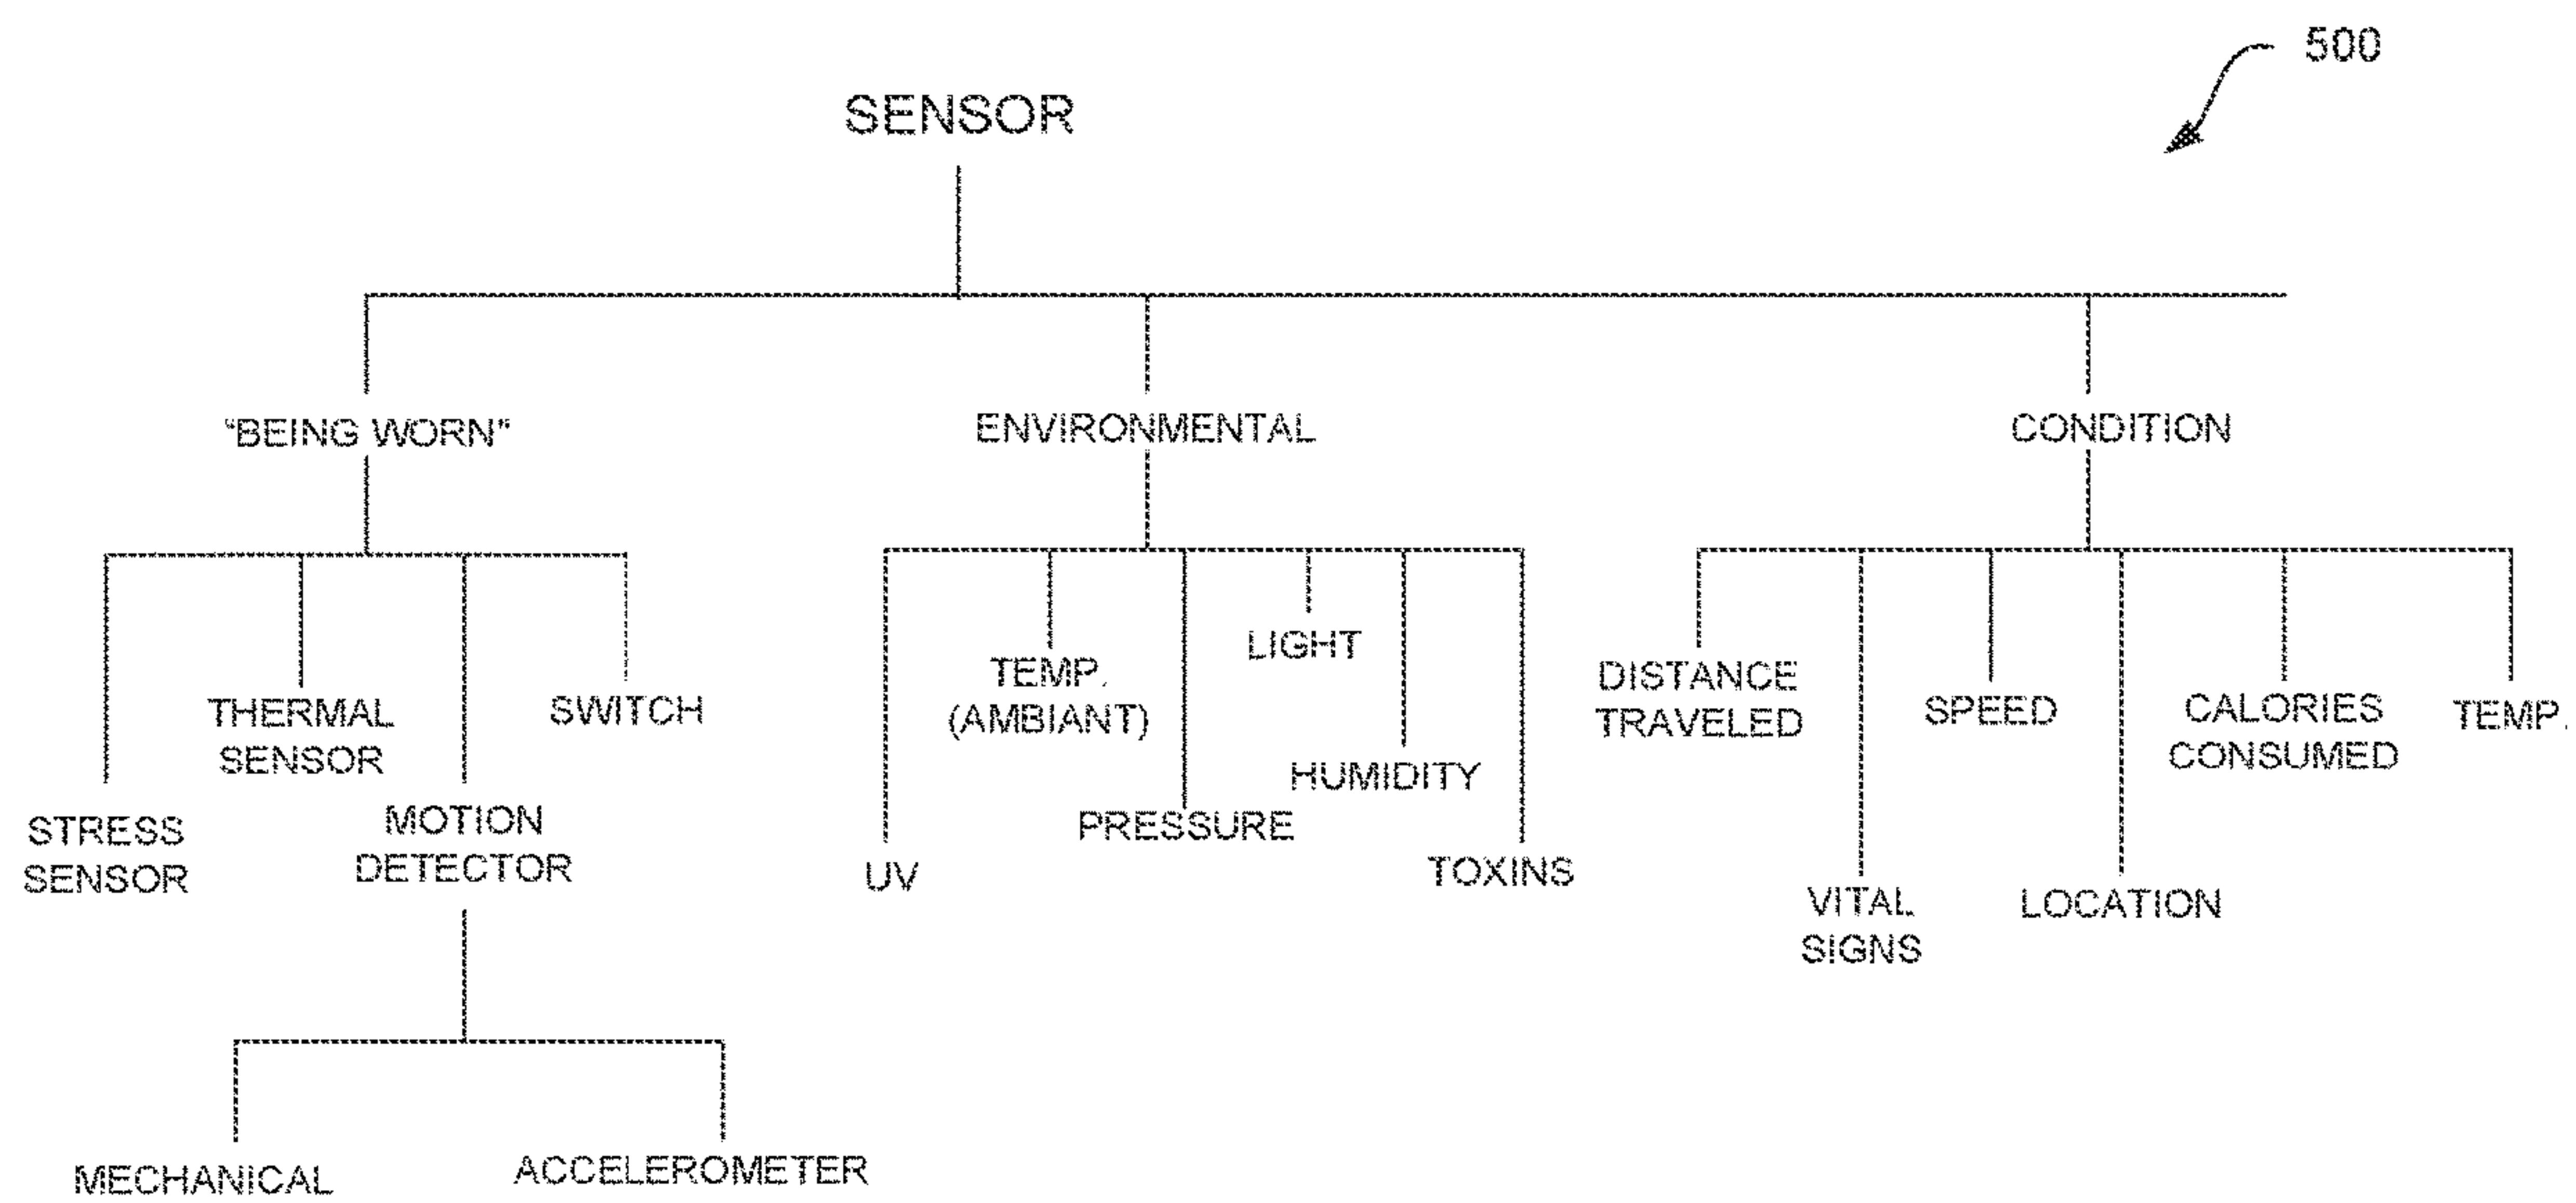 500
SENSOR
"BEING WORN"
ENVIRONMENTAL
CONDITION
STRESS
SENSOR
THERMAL
SENSOR
MOTION
DETECTOR
SWITCH
MECHANICAL
ACCELEROMETER
UV
TEMP.
(AMBIANT)
PRESSURE
LIGHT
HUMIDITY
TOXINS
DISTANCE
TRAVELED
VITAL
SIGNS
SPEED
LOCATION
CALORIES
CONSUMED
TEMP.